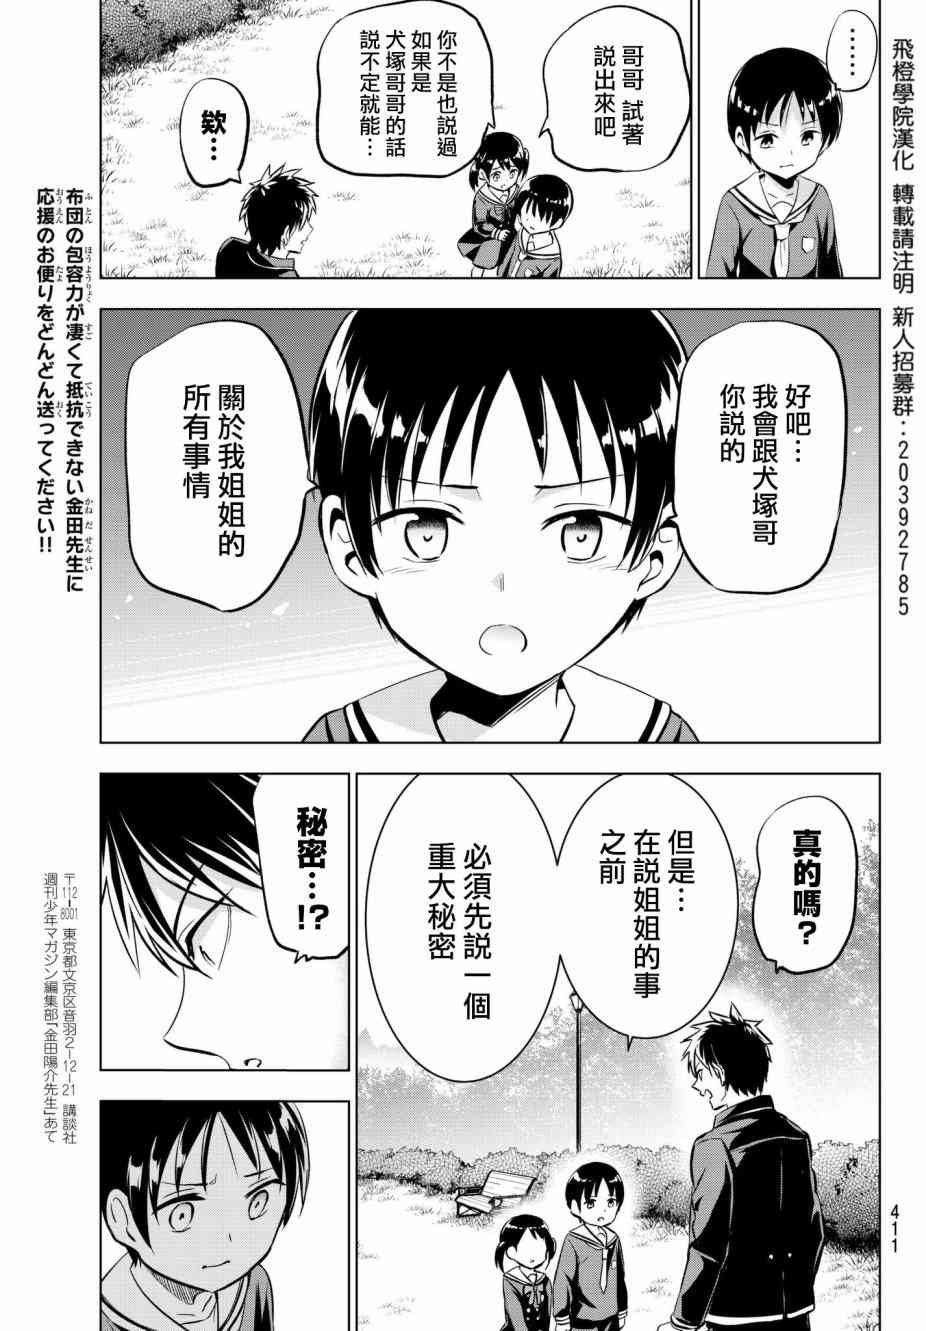 ……
哥哥 試著
說出來吧
你不是也說過
如果是
犬塚哥哥的話
說不定就能…
欸…
好吧…
我會跟犬塚哥
你說的
關於我姐姐的
所有事情
真的嗎?
但是…
在說姐姐的事
之前
必須先說一個
重大秘密
秘密…!?
飛橙學院漢化 轉載請注明 新人招募群:20392785
布団の包容力が凄くて抵抗できない金田先生に
応援のお便りをどんどん送ってください!!
〒112-8001 東京都文京区音羽2-12-21 講談社
週刊少年マガジン編集部「金田陽介先生」あて
411